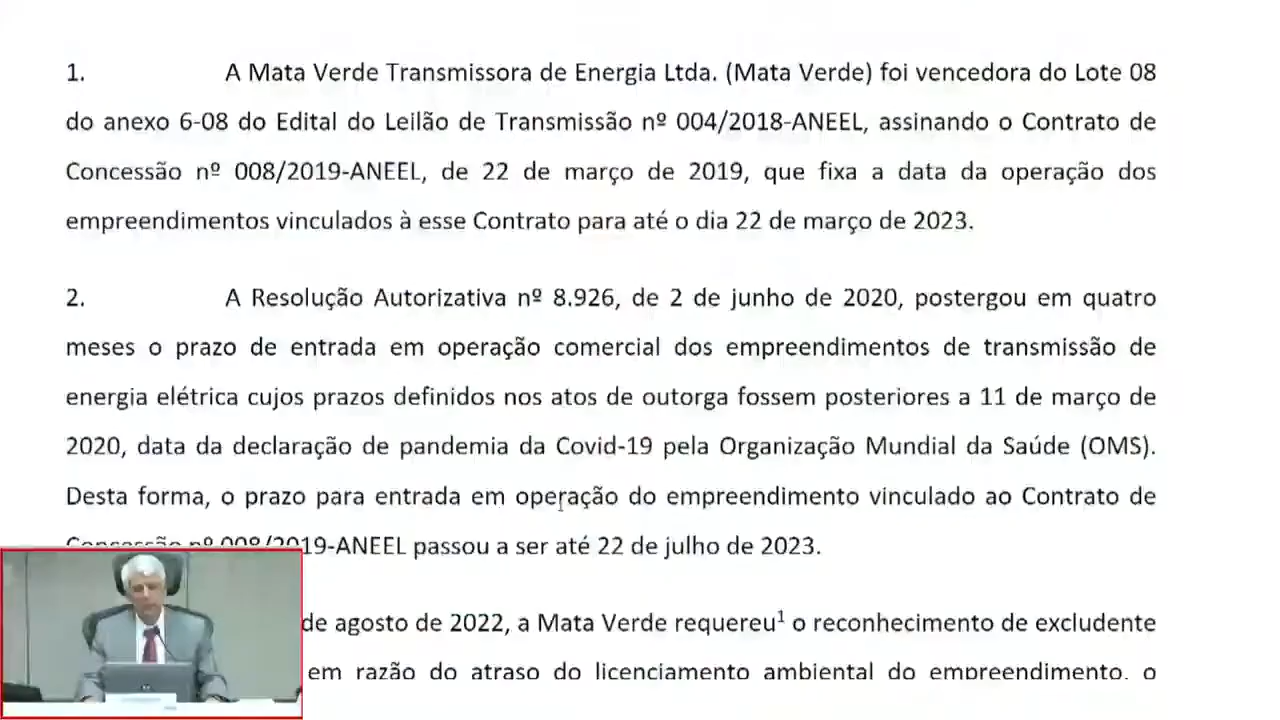 1. A Mata Verde Transmissora de Energia Ltda. (Mata Verde) foi vencedora do Lote 08
do anexo 6-08 do Edital do Leilão de Transmissão nº 004/2018-ANEEL, assinando o Contrato de
Concessão nº 008/2019-ANEEL, de 22 de março de 2019, que fixa a data da operação dos
empreendimentos vinculados à esse Contrato para até o dia 22 de março de 2023.
2. A Resolução Autorizativa nº 8.926, de 2 de junho de 2020, postergou em quatro
meses o prazo de entrada em operação comercial dos empreendimentos de transmissão de
energia elétrica cujos prazos definidos nos atos de outorga fossem posteriores a 11 de março de
2020, data da declaração de pandemia da Covid-19 pela Organização Mundial da Saúde (OMS).
Desta forma, o prazo para entrada em operação do empreendimento vinculado ao Contrato de
Concessão nº 008/2019-ANEEL passou a ser até 22 de julho de 2023.
de agosto de 2022, a Mata Verde requereu¹ o reconhecimento de excludente
em razão do atraso do licenciamento ambiental do empreendimento, o